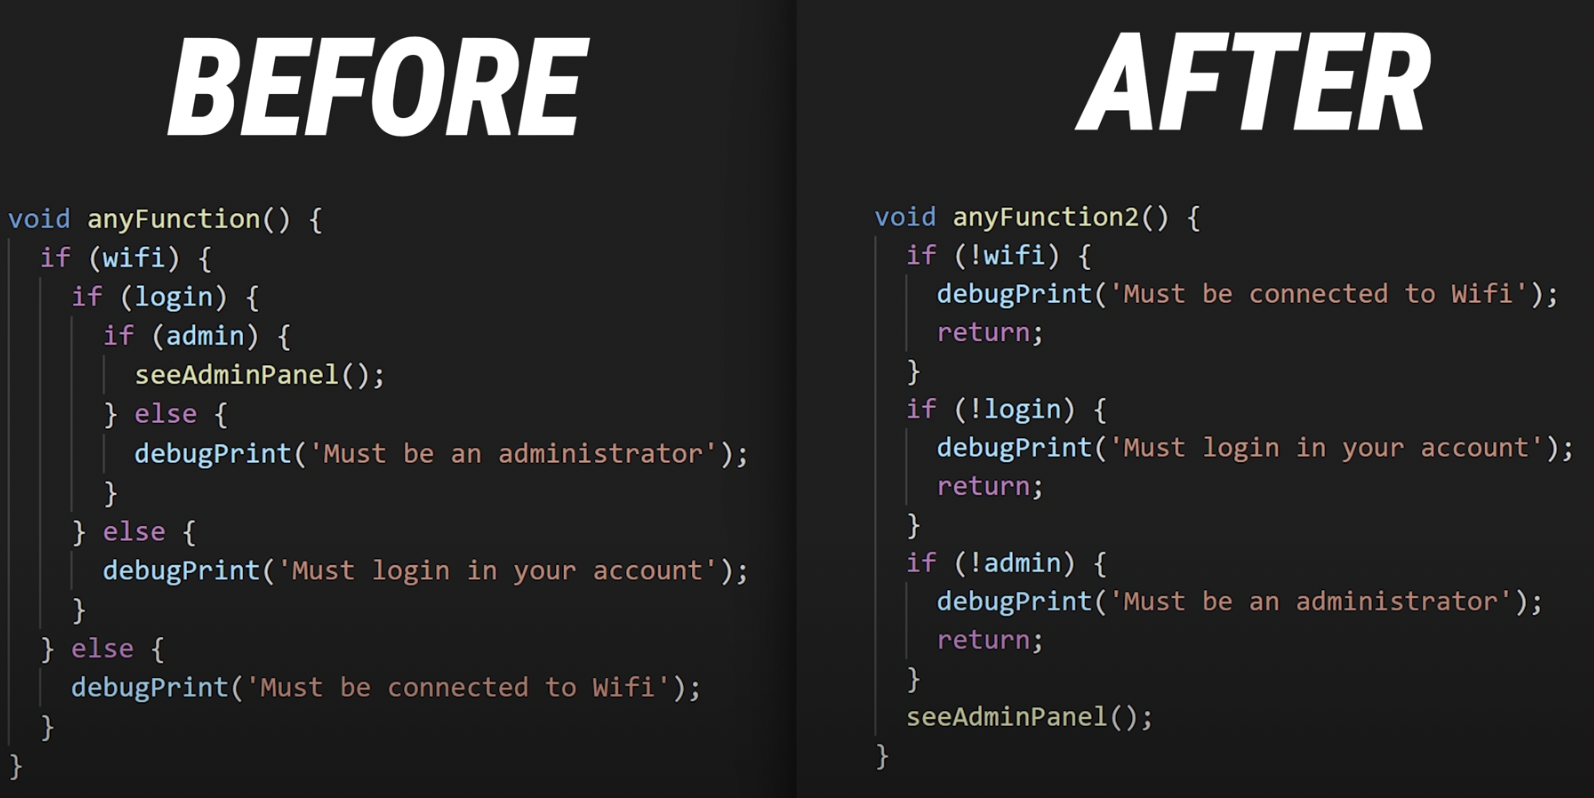 BEFORE
void anyFunction() {
  if (wifi) {
    if (login) {
      if (admin) {
        seeAdminPanel();
      } else {
        debugPrint('Must be an administrator');
      }
    } else {
      debugPrint('Must login in your account');
    }
  } else {
    debugPrint('Must be connected to Wifi');
  }
}
AFTER
void anyFunction2() {
  if (!wifi) {
    debugPrint('Must be connected to Wifi');
    return;
  }
  if (!login) {
    debugPrint('Must login in your account');
    return;
  }
  if (!admin) {
    debugPrint('Must be an administrator');
    return;
  }
  seeAdminPanel();
}